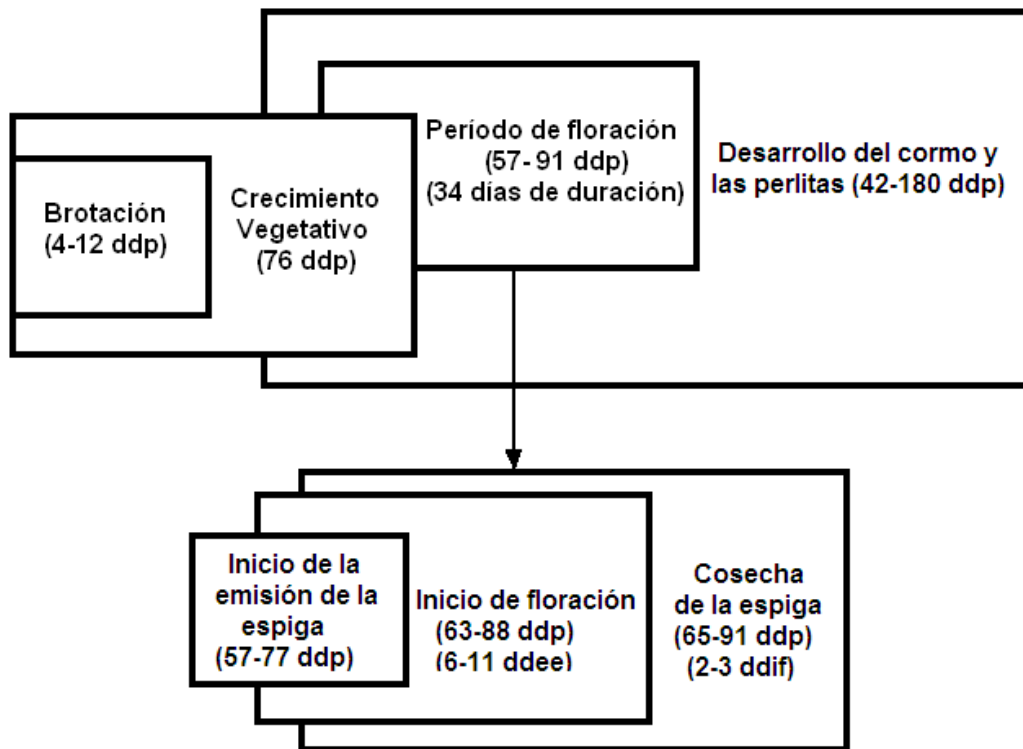 Brotación
(4-12 ddp)
Crecimiento
Vegetativo
(76 ddp)
Período de floración
(57- 91 ddp)
(34 días de duración)
Desarrollo del cormo y
las perlitas (42-180 ddp)
Inicio de la
emisión de la
espiga
(57-77 ddp)
Inicio de floración
(63-88 ddp)
(6-11 ddee)
Cosecha
de la espiga
(65-91 ddp)
(2-3 ddif)